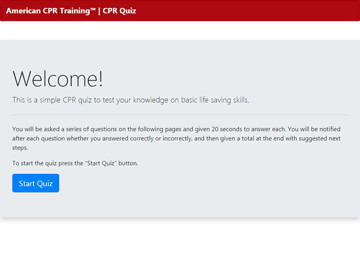 American CPR Training™ | CPR Quiz
Welcome!
This is a simple CPR quiz to test your knowledge on basic life saving skills.
You will be asked a series of questions on the following pages and given 20 seconds to answer each. You will be notified
after each question whether you answered correctly or incorrectly, and then given a total at the end with suggested next
steps.
To start the quiz press the "Start Quiz" button.
Start Quiz